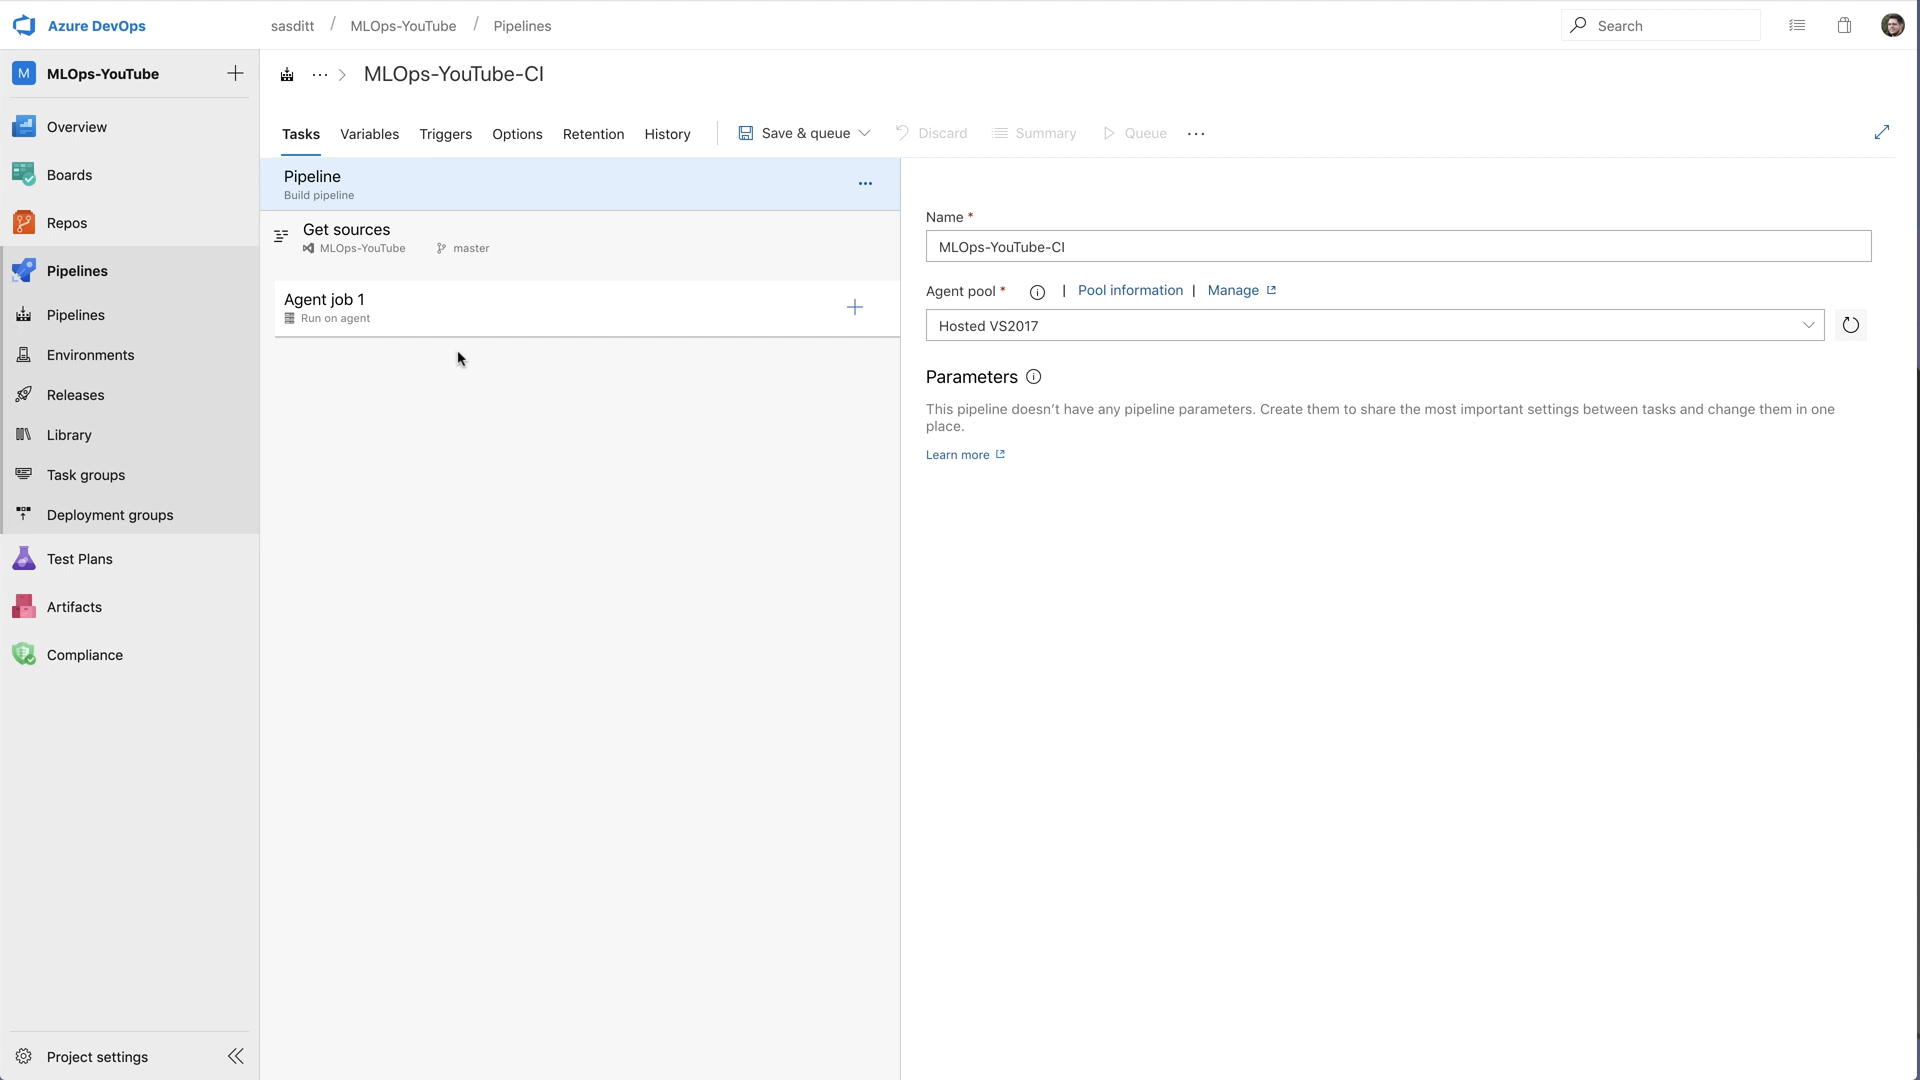 Azure DevOps
sasditt / MLOps-YouTube / Pipelines
Search
M MLOps-YouTube
MLOps-YouTube-CI
Overview
Boards
Repos
Pipelines
Pipelines
Environments
Releases
Library
Task groups
Deployment groups
Test Plans
Artifacts
Compliance
Project settings
Tasks Variables Triggers Options Retention History
Save & queue Discard Summary Queue
Pipeline
Build pipeline
Get sources
MLOps-YouTube master
Agent job 1
Run on agent
Name *
MLOps-YouTube-CI
Agent pool * | Pool information | Manage
Hosted VS2017
Parameters
This pipeline doesn't have any pipeline parameters. Create them to share the most important settings between tasks and change them in one
place.
Learn more